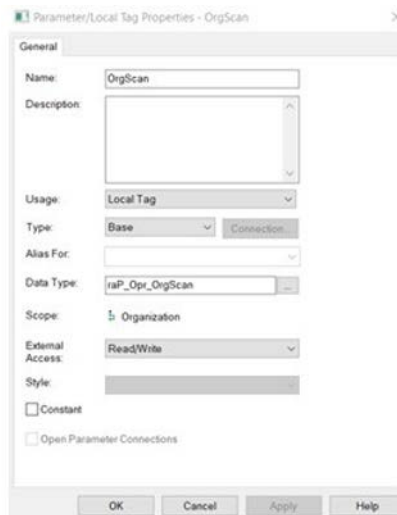 Parameter/Local Tag Properties - OrgScan
General
Name: OrgScan
Description:
Usage: Local Tag
Type: Base Connection...
Alias For:
Data Type: raP_Opr_OrgScan ...
Scope: Organization
External Access: Read/Write
Style:
Constant
Open Parameter Connections
OK Cancel Apply Help